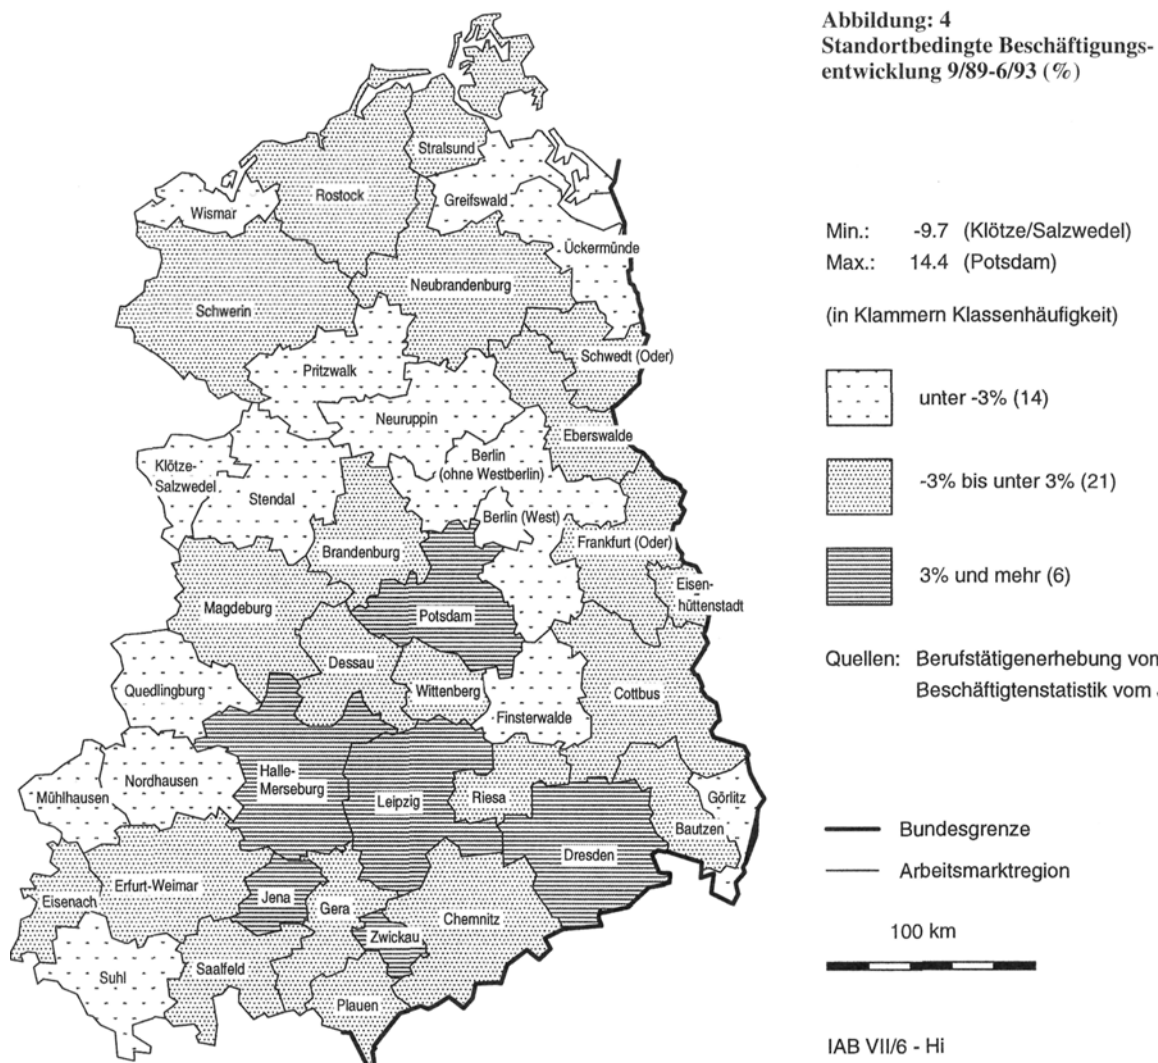 Abbildung: 4
Standortbedingte Beschäftigungs-
entwicklung 9/89-6/93 (%)
Min.: -9.7 (Klötze/Salzwedel)
Max.: 14.4 (Potsdam)
(in Klammern Klassenhäufigkeit)
unter -3% (14)
-3% bis unter 3% (21)
3% und mehr (6)
Quellen: Berufstätigenerhebung
Beschäftigtenstatistik vom
Bundesgrenze
Arbeitsmarktregion
100 km
IAB VII/6 - Hi
Stralsund
Rostock
Greifswald
Wismar
Ückermünde
Neubrandenburg
Schwerin
Schwedt (Oder)
Pritzwalk
Neuruppin
Eberswalde
Berlin
(ohne Westberlin)
Klötze-
Salzwedel
Stendal
Berlin (West)
Brandenburg
Frankfurt (Oder)
Eisen-
hüttenstadt
Magdeburg
Potsdam
Dessau
Quedlingburg
Wittenberg
Cottbus
Finsterwalde
Nordhausen
Halle-
Merseburg
Mühlhausen
Leipzig
Riesa
Görlitz
Bautzen
Dresden
Erfurt-Weimar
Jena
Eisenach
Gera
Chemnitz
Zwickau
Suhl
Saalfeld
Plauen